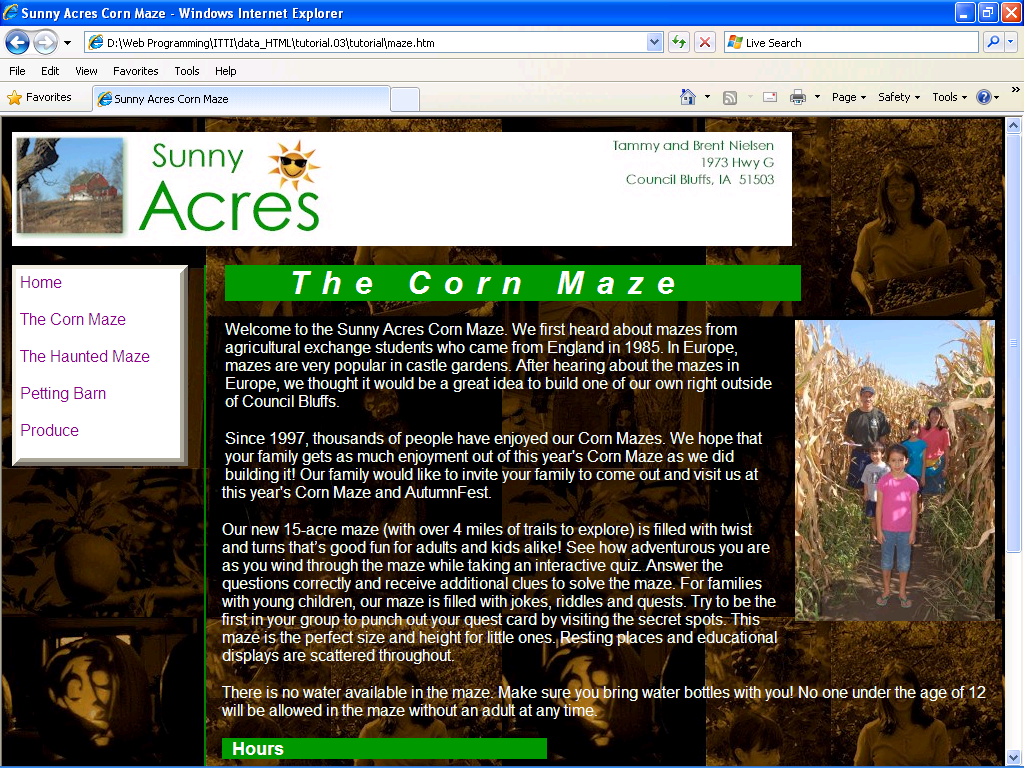 Sunny Acres Corn Maze - Windows Internet Explorer
D:\Web Programming\ITTI\data_HTML\tutorial.03\tutorial\maze.htm
Live Search
File Edit View Favorites Tools Help
Favorites
Sunny Acres Corn Maze
Page Safety Tools
Sunny
Acres
Tammy and Brent Nielsen
1973 Hwy G
Council Bluffs, IA 51503
Home
The Corn Maze
The Haunted Maze
Petting Barn
Produce
The Corn Maze
Welcome to the Sunny Acres Corn Maze. We first heard about mazes from
agricultural exchange students who came from England in 1985. In Europe,
mazes are very popular in castle gardens. After hearing about the mazes in
Europe, we thought it would be a great idea to build one of our own right outside
of Council Bluffs.
Since 1997, thousands of people have enjoyed our Corn Mazes. We hope that
your family gets as much enjoyment out of this year's Corn Maze as we did
building it! Our family would like to invite your family to come out and visit us at
this year's Corn Maze and AutumnFest.
Our new 15-acre maze (with over 4 miles of trails to explore) is filled with twist
and turns that's good fun for adults and kids alike! See how adventurous you are
as you wind through the maze while taking an interactive quiz. Answer the
questions correctly and receive additional clues to solve the maze. For families
with young children, our maze is filled with jokes, riddles and quests. Try to be the
first in your group to punch out your quest card by visiting the secret spots. This
maze is the perfect size and height for little ones. Resting places and educational
displays are scattered throughout.
There is no water available in the maze. Make sure you bring water bottles with you! No one under the age of 12
will be allowed in the maze without an adult at any time.
Hours